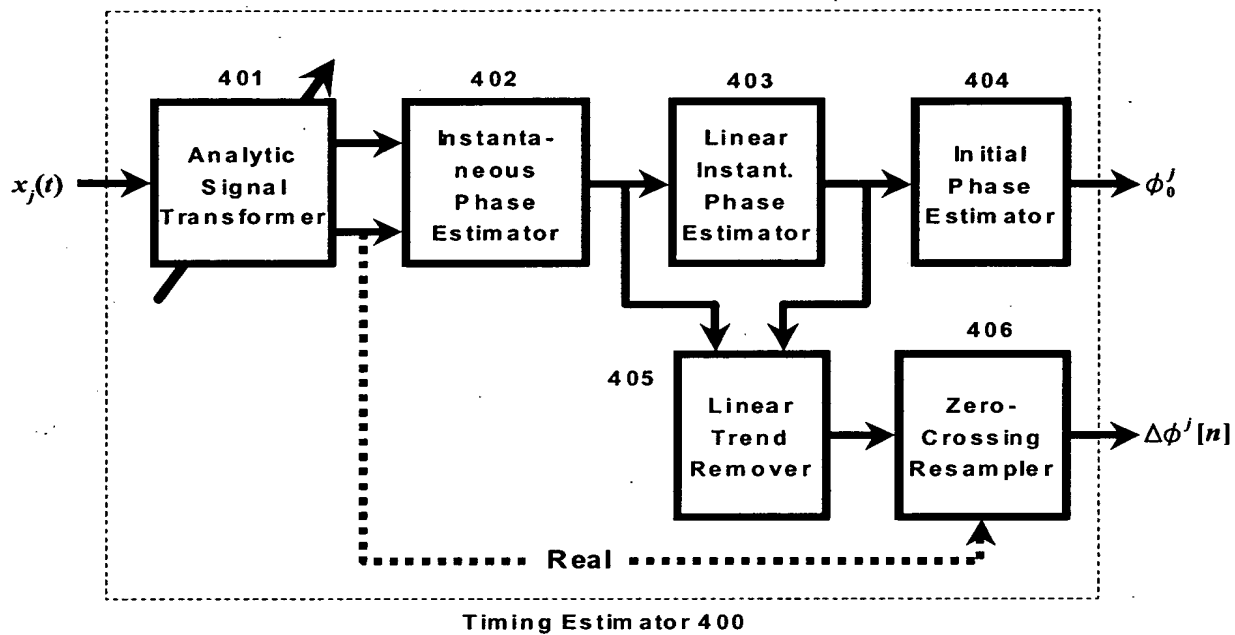 401
402
403
404
x_j(t)
Analytic
Signal
Transformer
Instanta-
neous
Phase
Estimator
Linear
Instant.
Phase
Estimator
Initial
Phase
Estimator
ϕ_0^j
405
406
Linear
Trend
Remover
Zero-
Crossing
Resampler
Δϕ^j[n]
Real
Timing Estimator 400